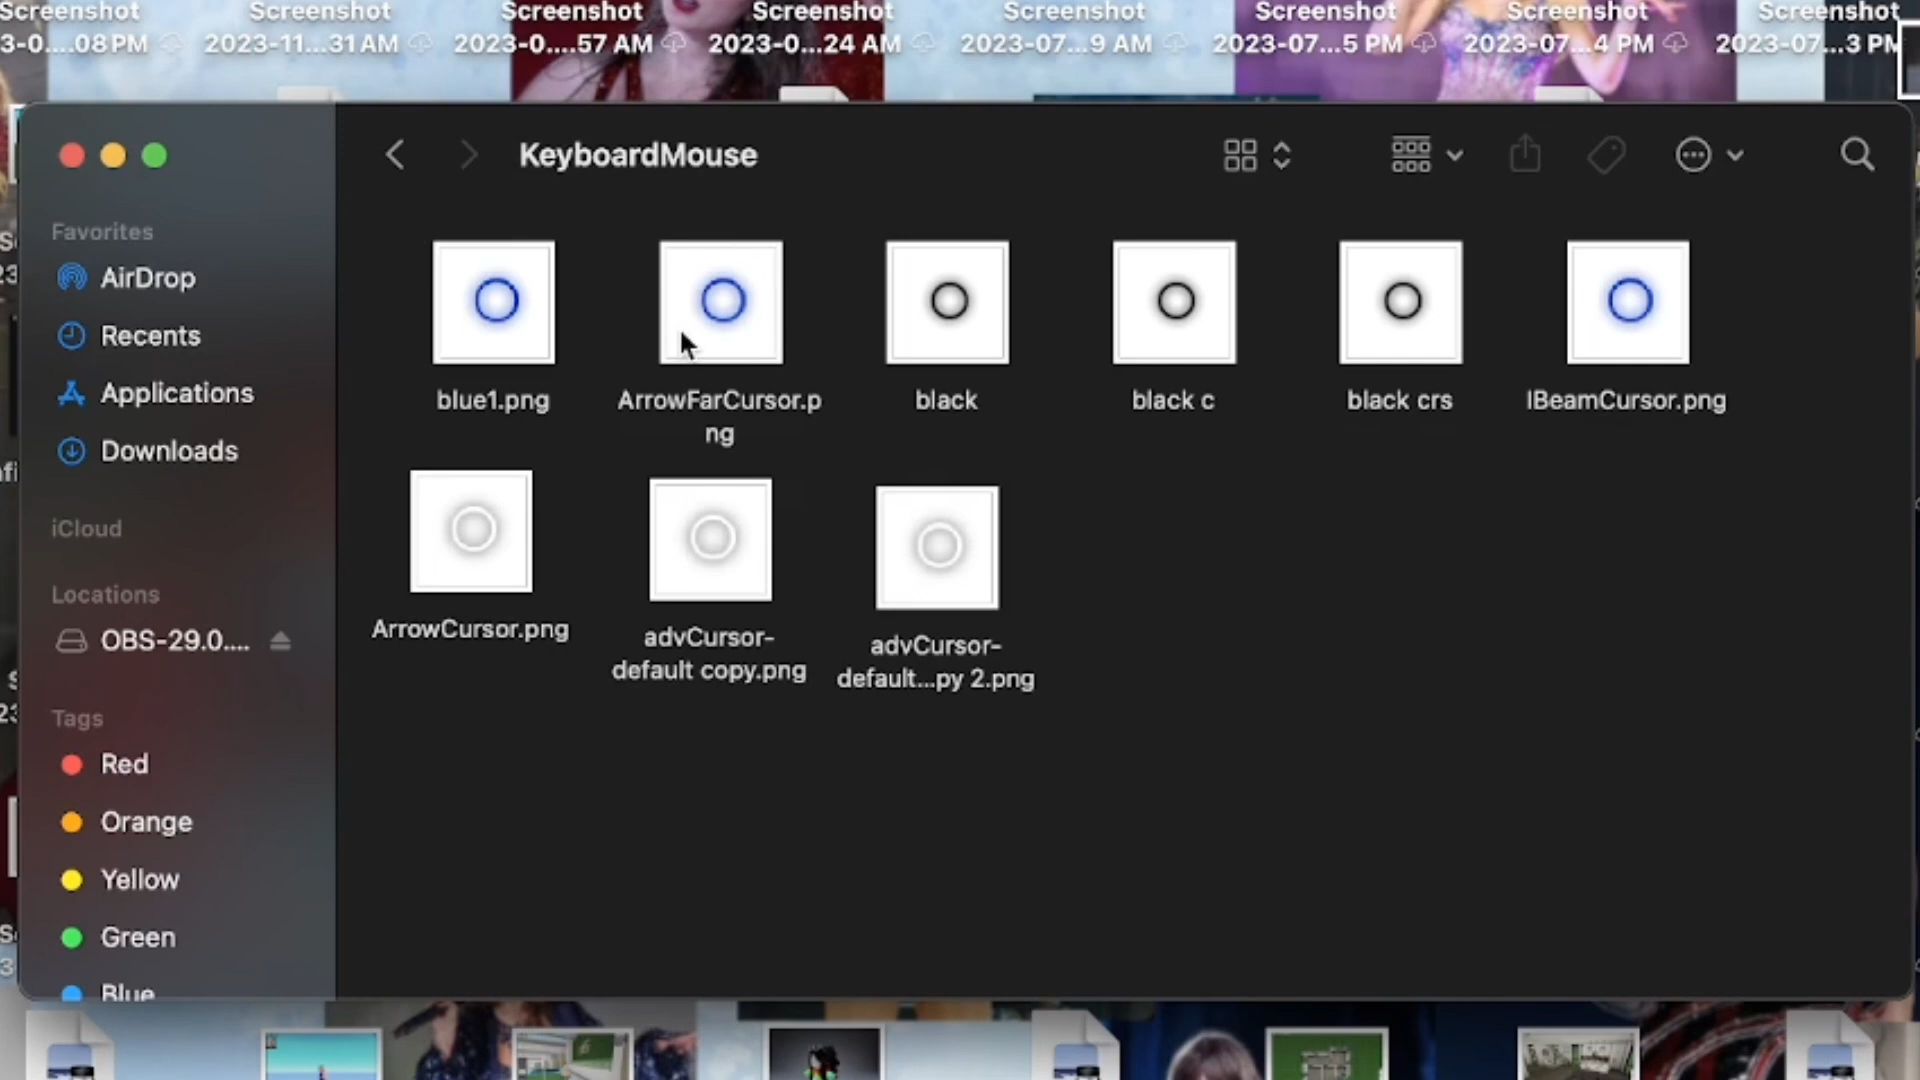 Screenshot
3-0....08 PM
Screenshot
2023-11...31 AM
Screenshot
2023-0....57 AM
Screenshot
2023-0...24 AM
Screenshot
2023-07...9 AM
Screenshot
2023-07...5 PM
Screenshot
2023-07...4 PM
Screenshot
2023-07...3 PM
KeyboardMouse
Favorites
AirDrop
Recents
Applications
Downloads
iCloud
Locations
OBS-29.0....
Tags
Red
Orange
Yellow
Green
Blue
blue1.png
ArrowFarCursor.p
ng
black
black c
black crs
IBeamCursor.png
ArrowCursor.png
advCursor-
default copy.png
advCursor-
default...py 2.png